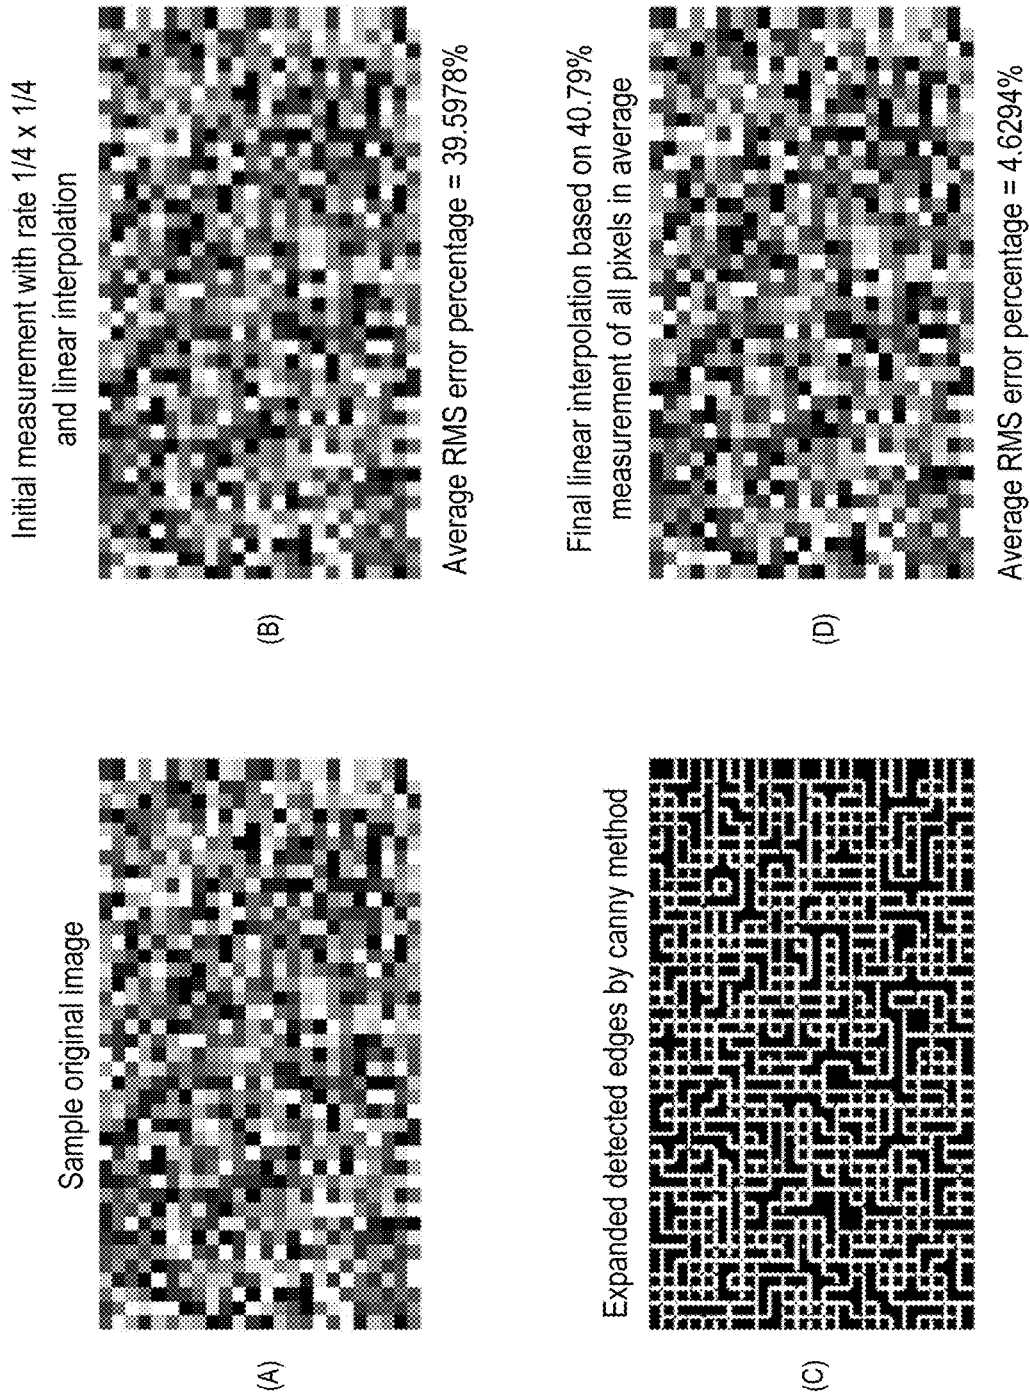 Sample original image
(A)
Initial measurement with rate 1/4 x 1/4
and linear interpolation
(B)
Average RMS error percentage = 39.5978%
Expanded detected edges by canny method
(C)
Final linear interpolation based on 40.79%
measurement of all pixels in average
(D)
Average RMS error percentage = 4.6294%